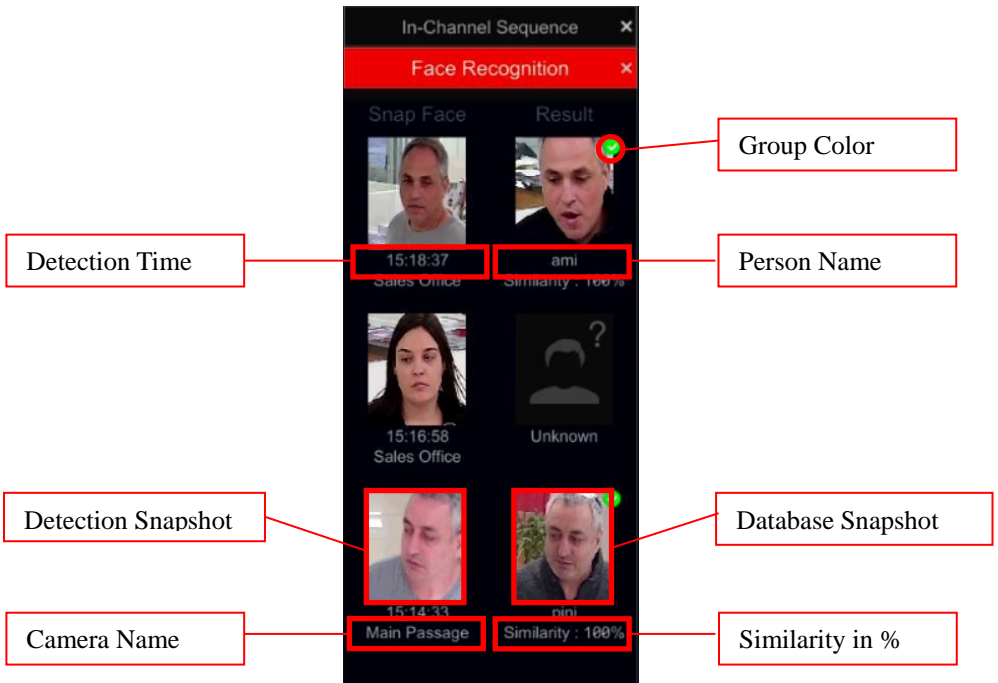 In-Channel Sequence ×
Face Recognition ×
Snap Face Result
Group Color
Detection Time
15:18:37 ami
Person Name
Sales Office Similarity : 100%
?
15:16:58 Unknown
Sales Office
Detection Snapshot
Database Snapshot
15:14:33 pini
Camera Name
Main Passage Similarity : 100%
Similarity in %